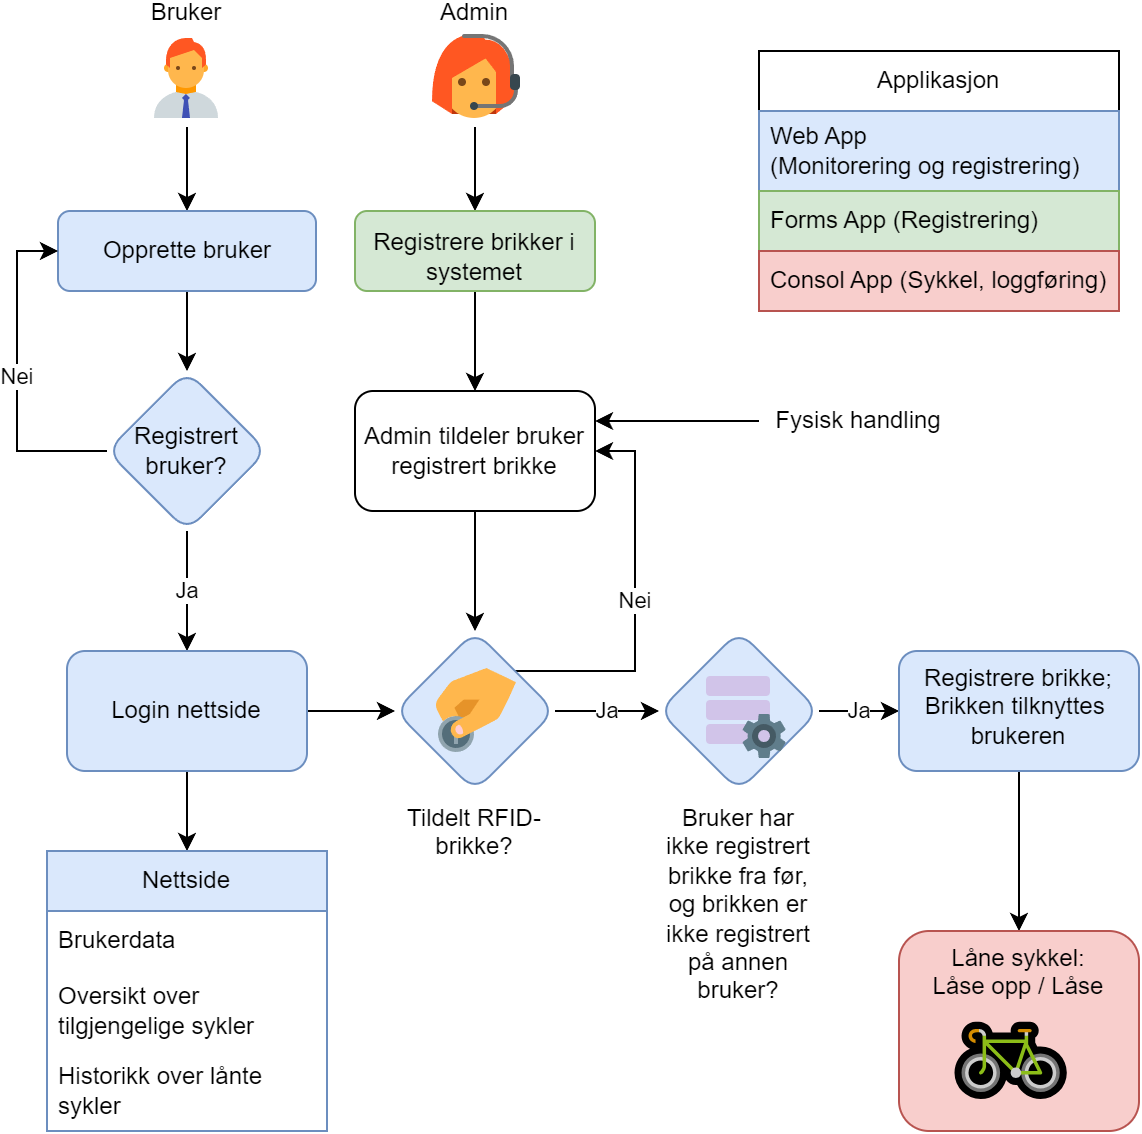 Bruker
Admin
Applikasjon
Web App
(Monitorering og registrering)
Forms App (Registrering)
Consol App (Sykkel, loggføring)
Opprette bruker
Registrere brikker i
systemet
Nei
Registrert
bruker?
Admin tildeler bruker
registrert brikke
Fysisk handling
Ja
Nei
Login nettside
Ja
Ja
Registrere brikke;
Brikken tilknyttes
brukeren
Tildelt RFID-
brikke?
Bruker har
ikke registrert
brikke fra før,
og brikken er
ikke registrert
på annen
bruker?
Nettside
Brukerdata
Oversikt over
tilgjengelige sykler
Historikk over lånte
sykler
Låne sykkel:
Låse opp / Låse